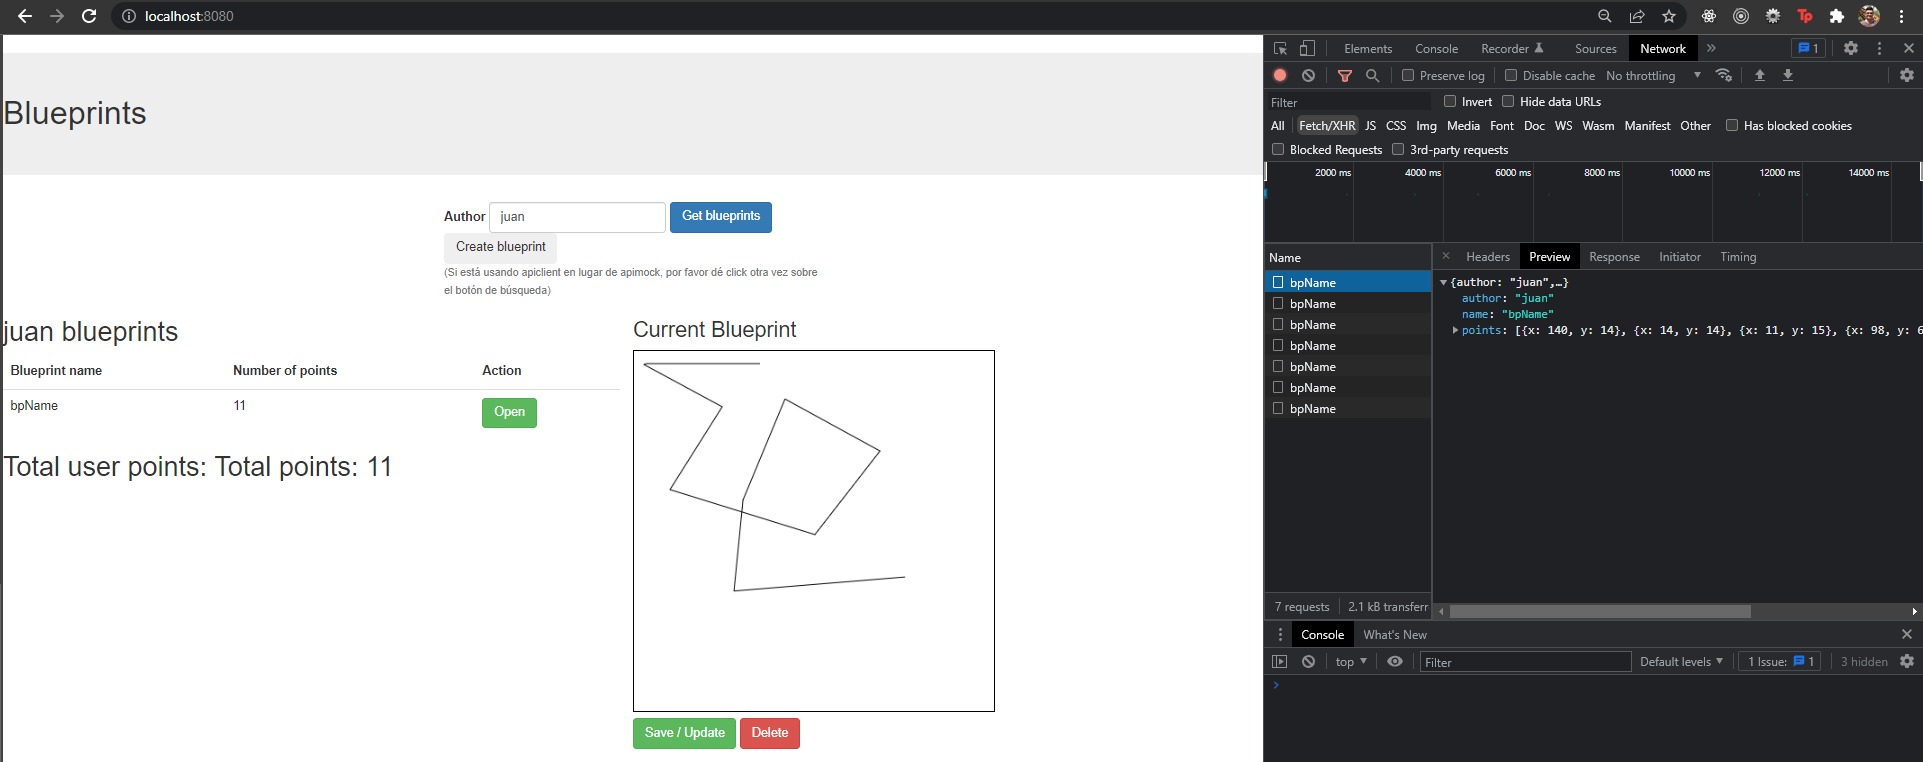 localhost:8080
Blueprints
Author juan Get blueprints
Create blueprint
(Si está usando apiclient en lugar de apimock, por favor dé click otra vez sobre
el botón de búsqueda)
juan blueprints
Blueprint name Number of points Action
bpName 11 Open
Total user points: Total points: 11
Current Blueprint
Save / Update Delete
Elements Console Recorder Sources Network » 1
Preserve log Disable cache No throttling
Filter Invert Hide data URLs
All Fetch/XHR JS CSS Img Media Font Doc WS Wasm Manifest Other Has blocked cookies
Blocked Requests 3rd-party requests
2000 ms 4000 ms 6000 ms 8000 ms 10000 ms 12000 ms 14000 ms
Name
bpName
bpName
bpName
bpName
bpName
bpName
bpName
7 requests 2.1 kB transferr
× Headers Preview Response Initiator Timing
{author: "juan",…}
author: "juan"
name: "bpName"
points: [{x: 140, y: 14}, {x: 14, y: 14}, {x: 11, y: 15}, {x: 98, y: 6
Console What's New
top Filter Default levels 1 Issue: 1 3 hidden
>
Tp